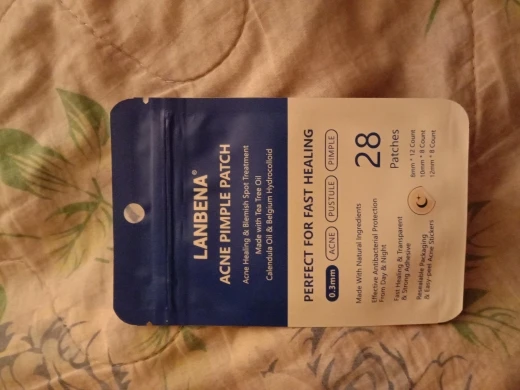 LANBENA®
ACNE PIMPLE PATCH
Acne Healing & Blemish Spot Treatment
Made with Tea Tree Oil
Calendula Oil & Belgium Hydrocolloid
PERFECT FOR FAST HEALING
0.3mm ACNE PUSTULE PIMPLE
28
Patches
Made With Natural Ingredients
Effective Antibacterial Protection
From Day & Night
Fast Healing & Transparent
& Strong Adhesive
Resealable Packaging
& Easy-peel Acne Stickers
8mm * 12 Count
10mm * 8 Count
12mm * 8 Count